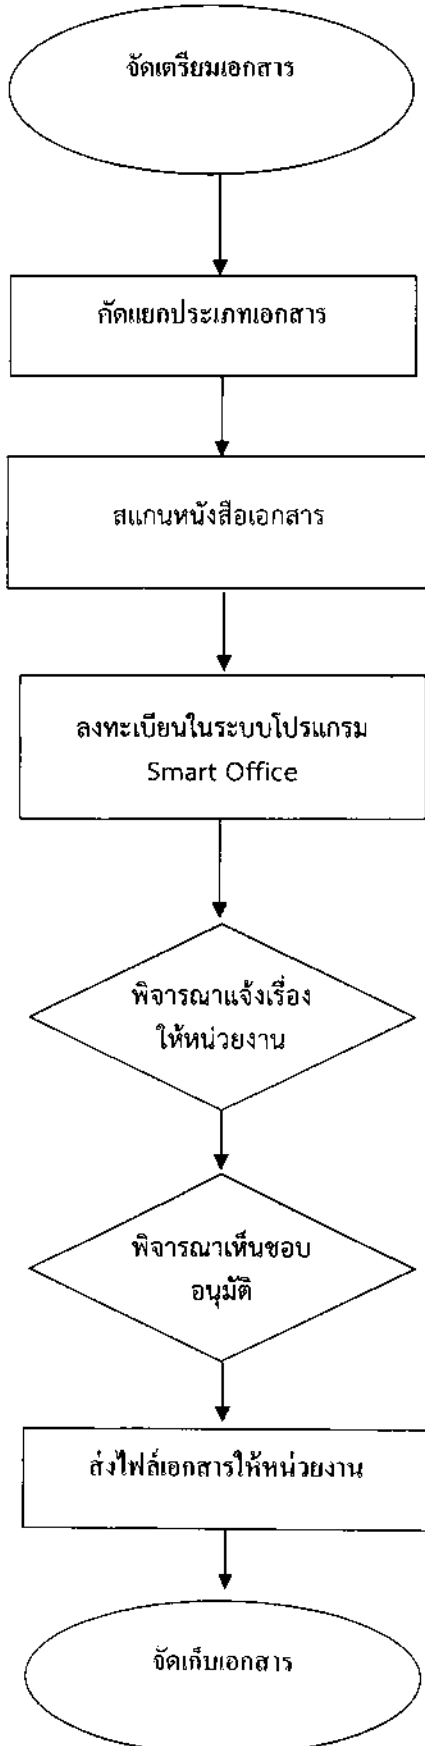 จัดเตรียมเอกสาร
คัดแยกประเภทเอกสาร
สแกนหนังสือเอกสาร
ลงทะเบียนในระบบโปรแกรม
Smart Office
พิจารณาแจ้งเรื่อง
ให้หน่วยงาน
พิจารณาเห็นชอบ
อนุมัติ
ส่งไฟล์เอกสารให้หน่วยงาน
จัดเก็บเอกสาร